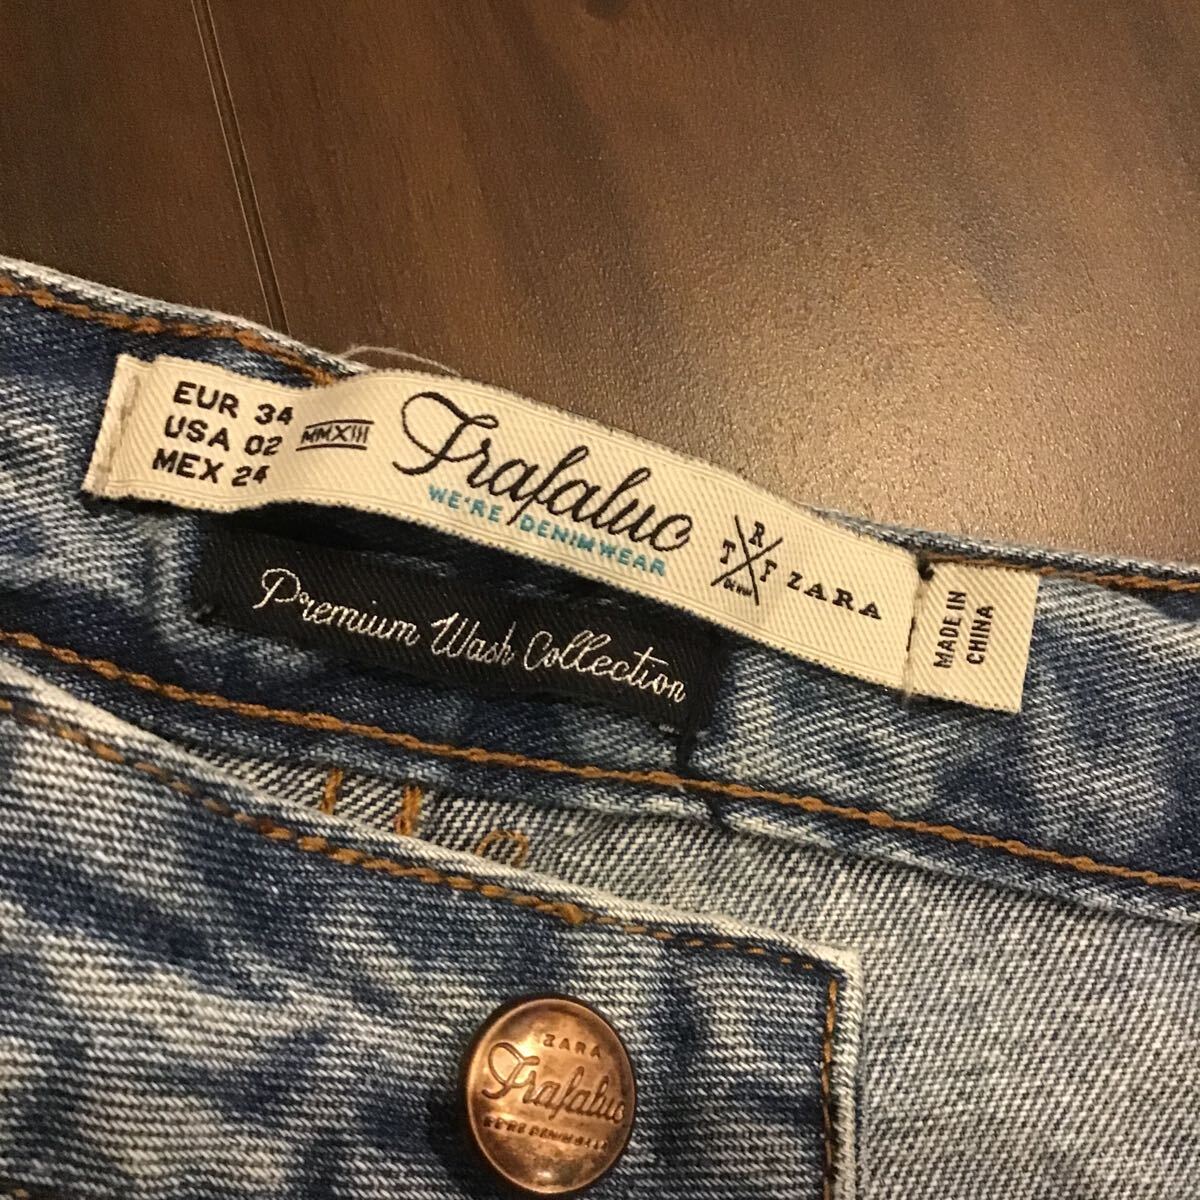 EUR 34
USA 02
MEX 24
MMXIII
Trafaluc
WE'RE DENIMWEAR
T R F
ZARA
MADE IN
CHINA
Premium Wash Collection
ZARA
Trafaluc
WE'RE DENIMWEAR